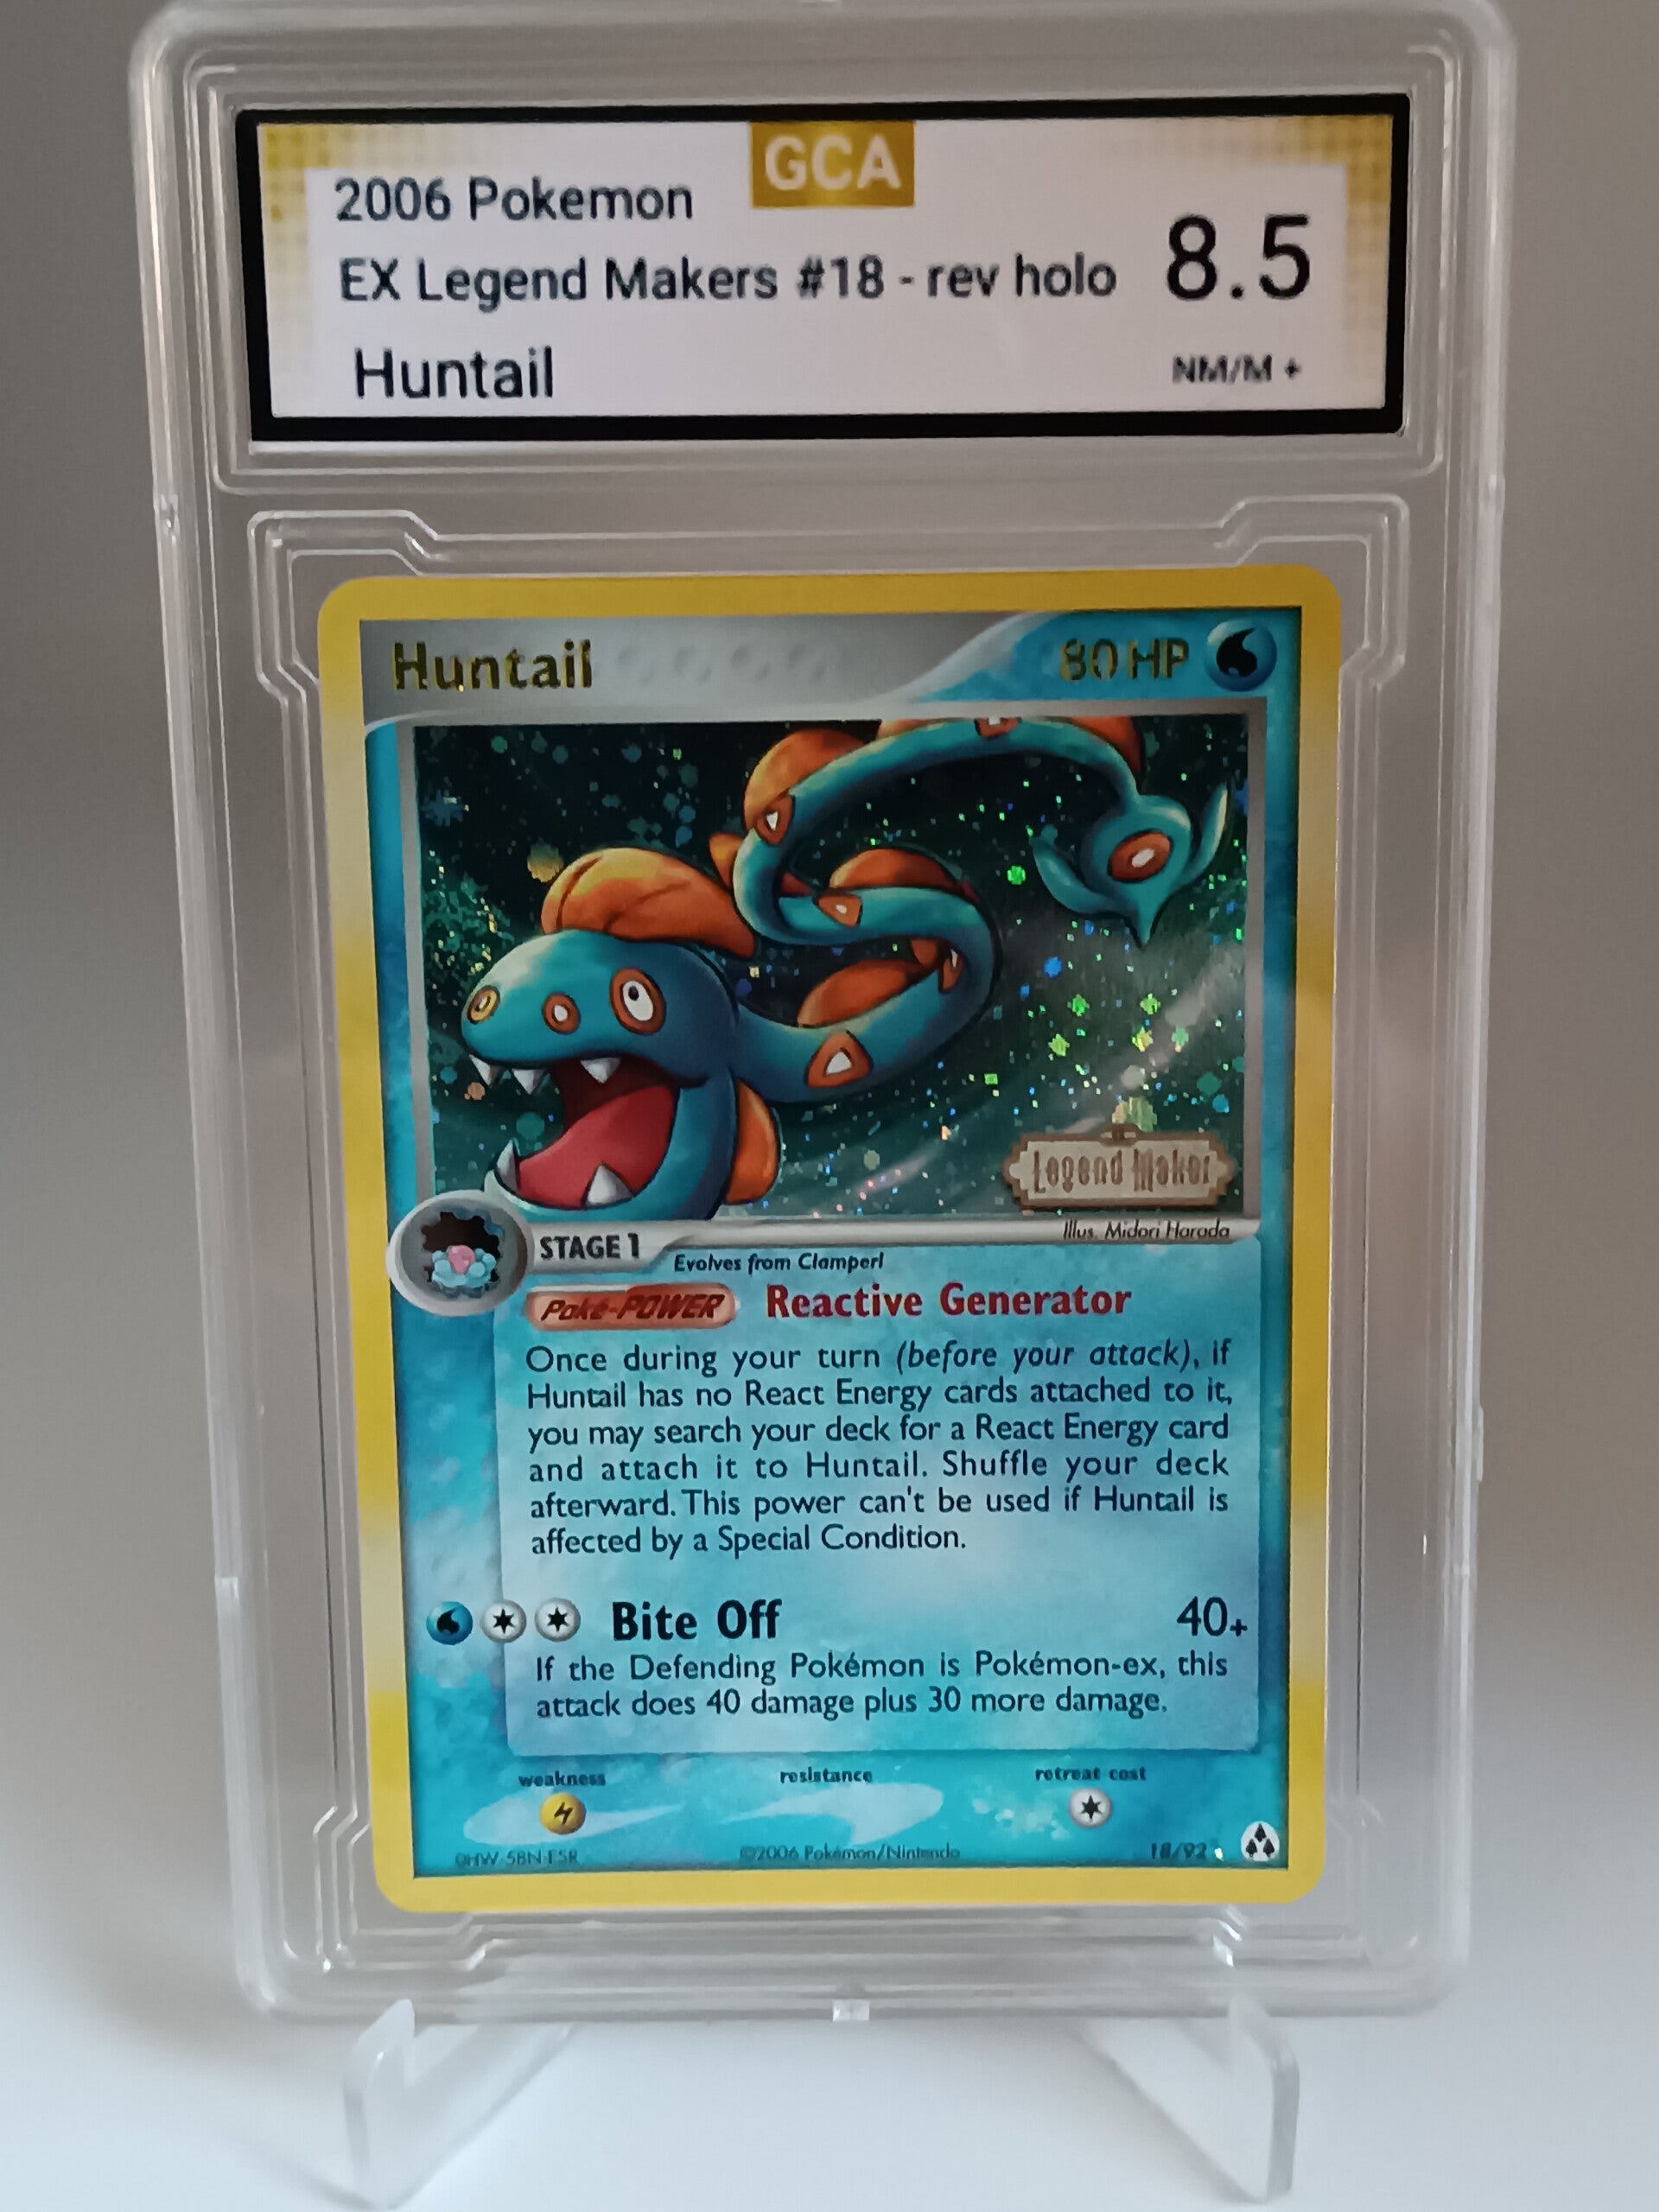 GCA
2006 Pokemon
EX Legend Makers #18 - rev holo
8.5
Huntail
NM/M +
Huntail
80 HP
Legend Maker
Illus. Midori Harada
STAGE 1
Evolves from Clamperl
Poké-POWER Reactive Generator
Once during your turn (before your attack), if
Huntail has no React Energy cards attached to it,
you may search your deck for a React Energy card
and attach it to Huntail. Shuffle your deck
afterward. This power can't be used if Huntail is
affected by a Special Condition.
Bite Off 40+
If the Defending Pokémon is Pokémon-ex, this
attack does 40 damage plus 30 more damage.
weakness resistance retreat cost
©2006 Pokémon/Nintendo
18/92